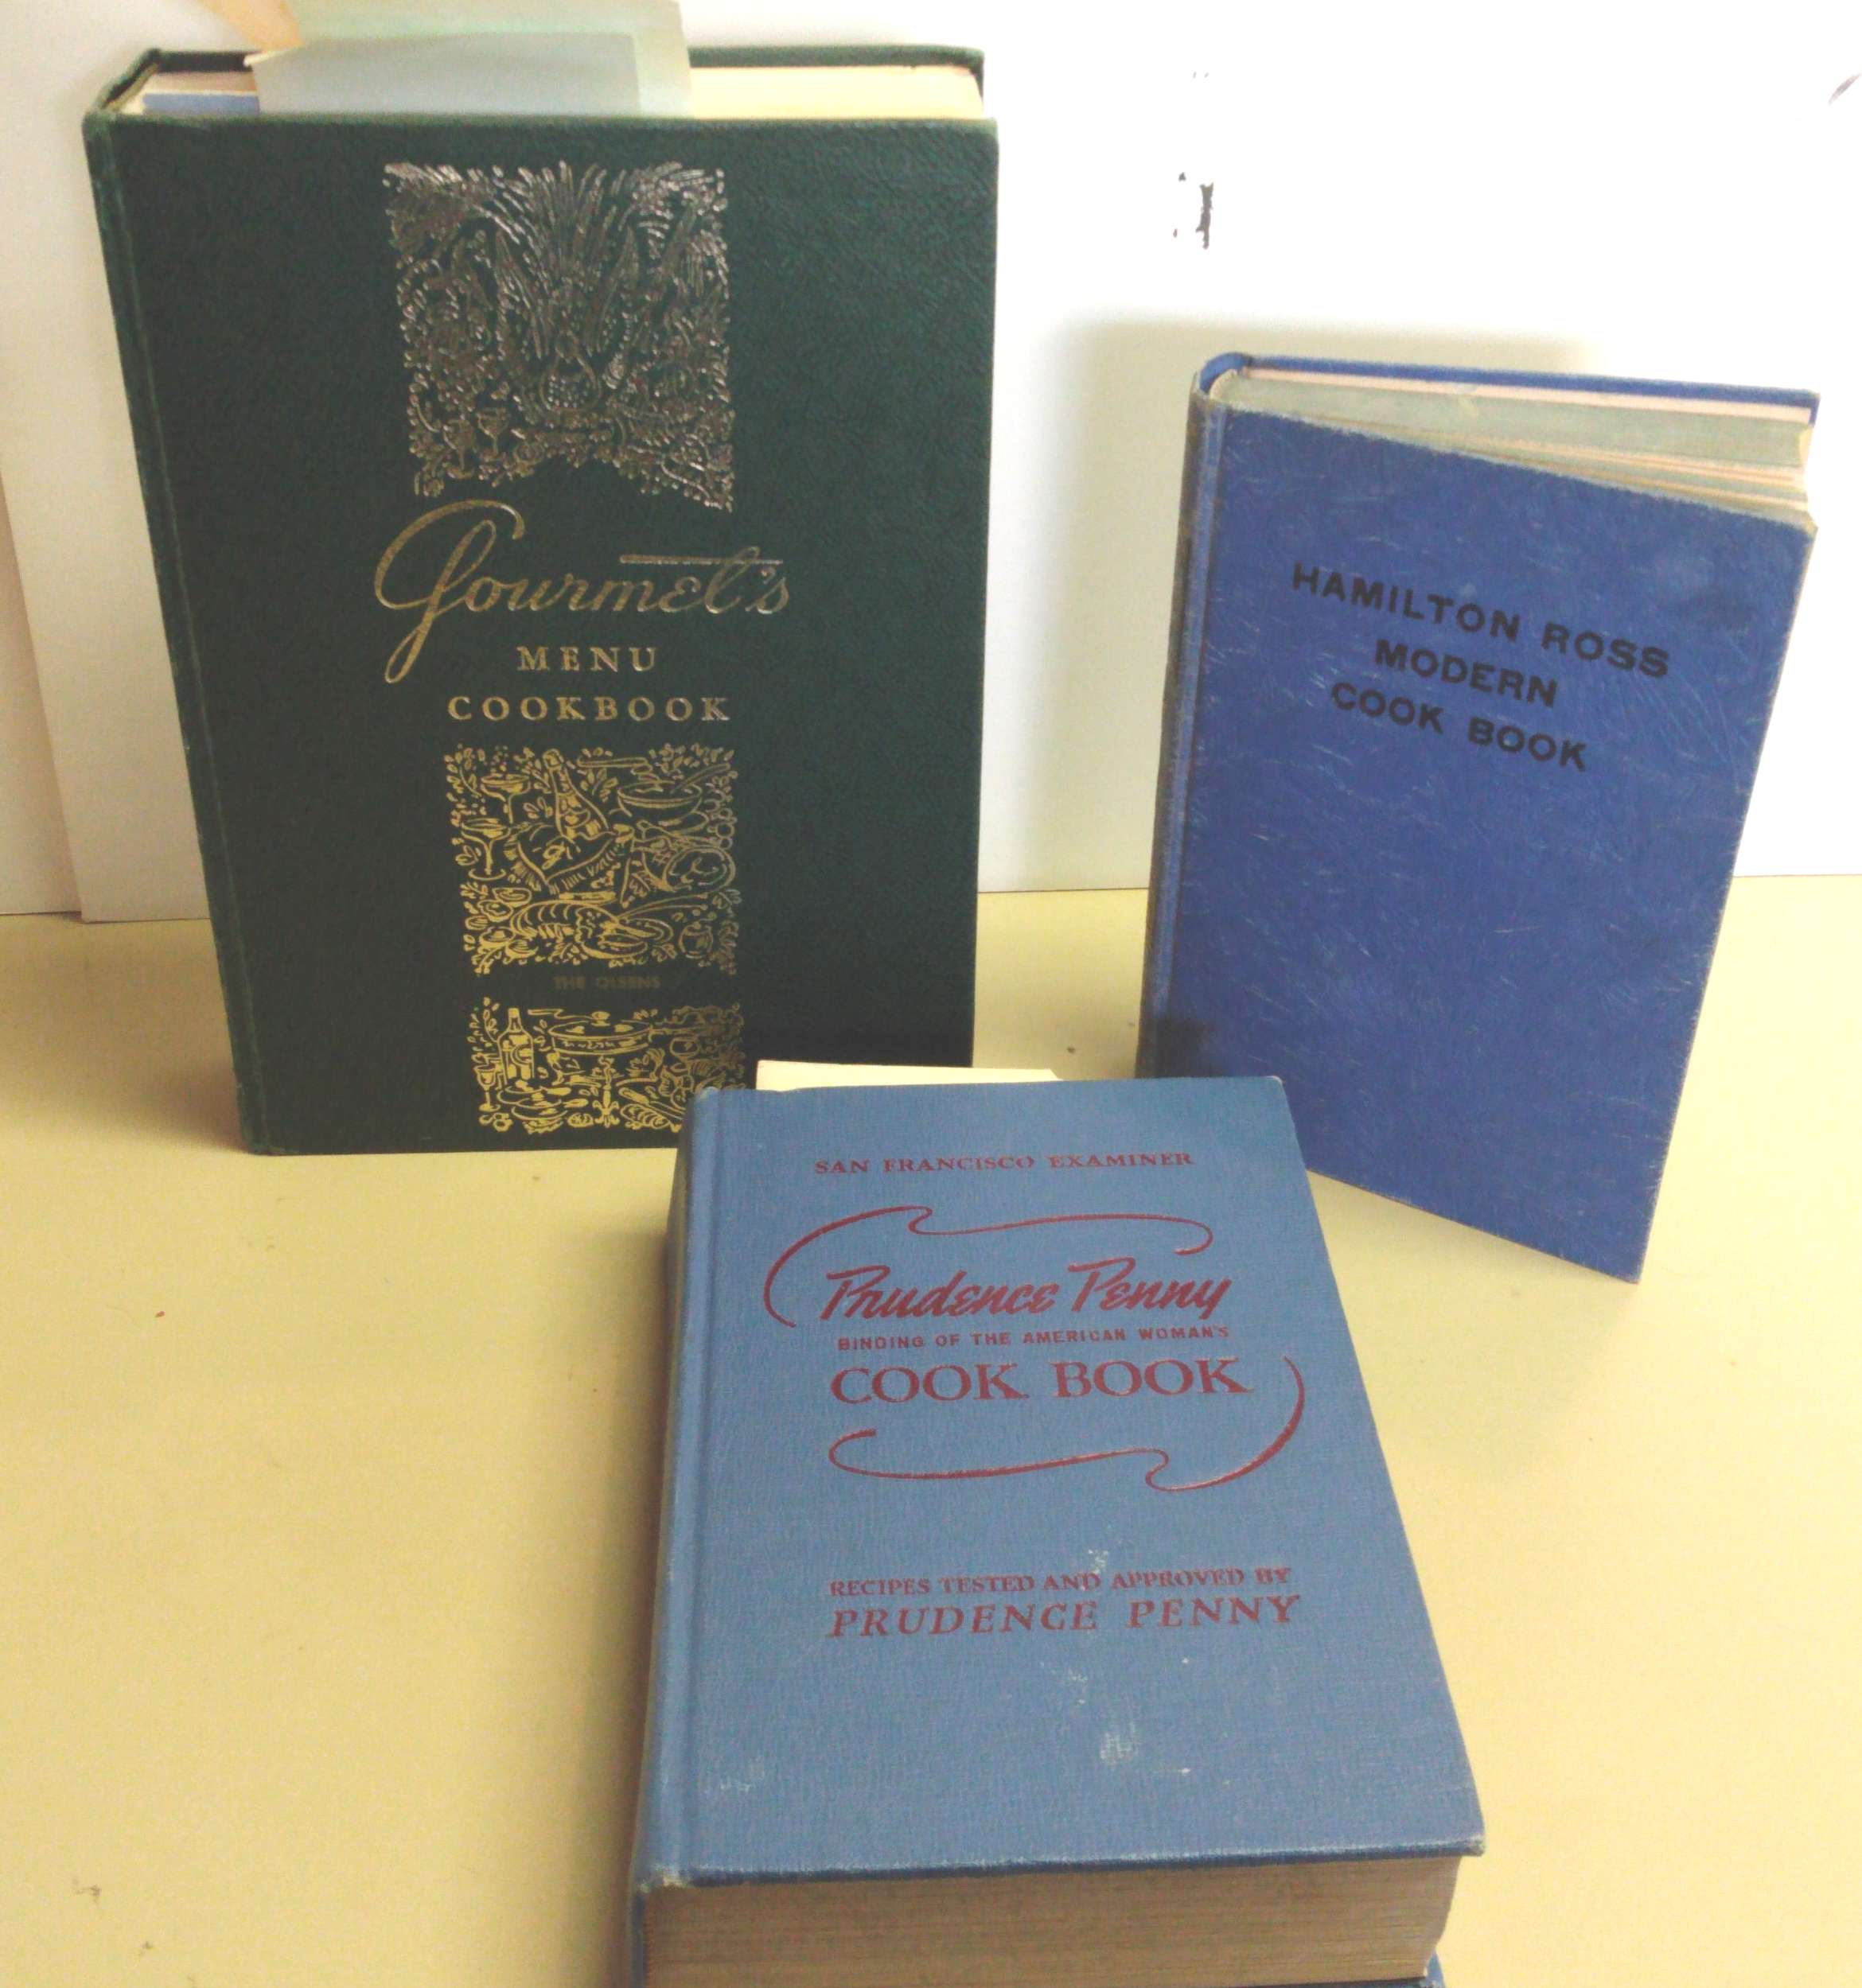 Gourmet's
MENU
COOKBOOK
THE OLSENS
HAMILTON ROSS
MODERN
COOK BOOK
SAN FRANCISCO EXAMINER
Prudence Penny
BINDING OF THE AMERICAN WOMAN'S
COOK BOOK
RECIPES TESTED AND APPROVED BY
PRUDENCE PENNY